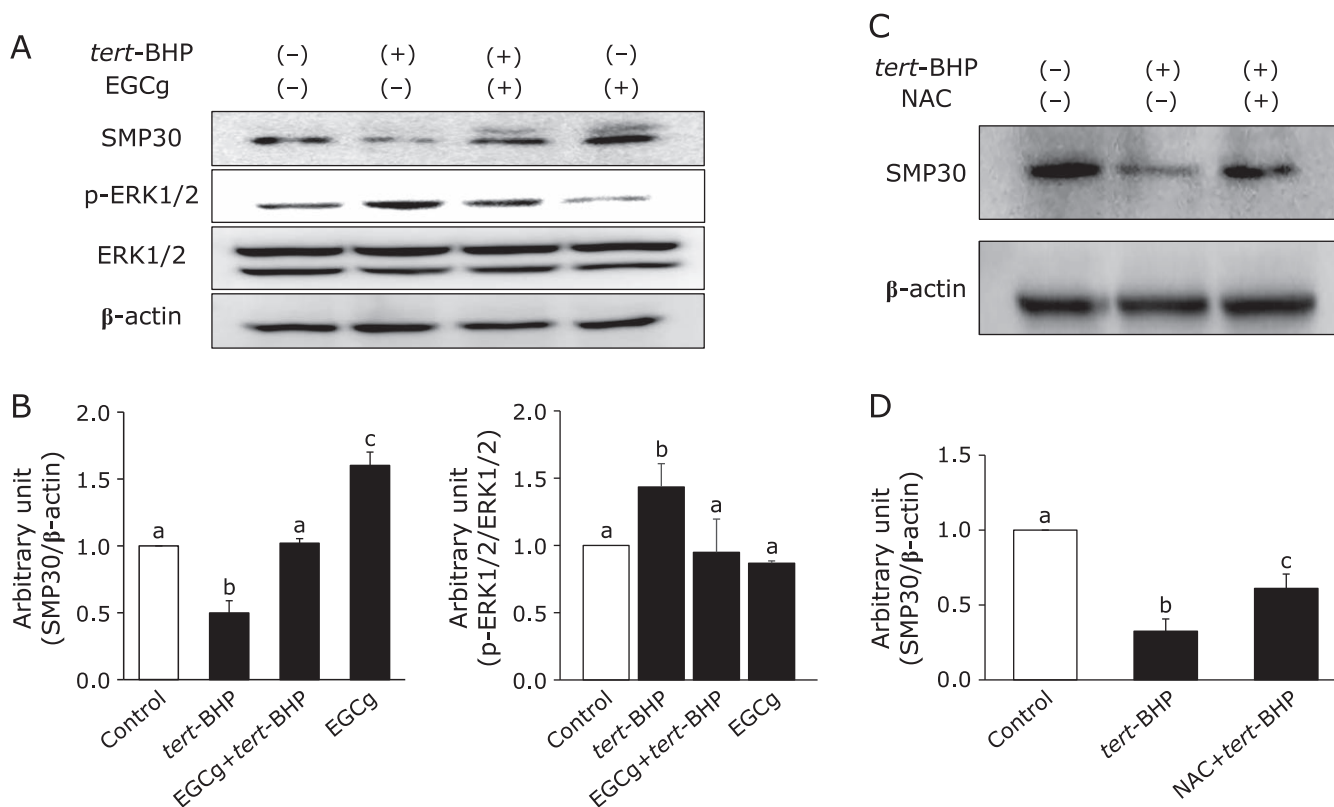 A
tert-BHP (−) (+) (+) (−)
EGCg (−) (−) (+) (+)
SMP30
p-ERK1/2
ERK1/2
β-actin
C
tert-BHP (−) (+) (+)
NAC (−) (−) (+)
SMP30
β-actin
B
Arbitrary unit
(SMP30/β-actin)
2.0
1.5
1.0
0.5
0.0
a
b
a
c
Control
tert-BHP
EGCg+tert-BHP
EGCg
Arbitrary unit
(p-ERK1/2/ERK1/2)
2.0
1.5
1.0
0.5
0.0
a
b
a
a
Control
tert-BHP
EGCg+tert-BHP
EGCg
D
Arbitrary unit
(SMP30/β-actin)
1.5
1.0
0.5
0.0
a
b
c
Control
tert-BHP
NAC+tert-BHP